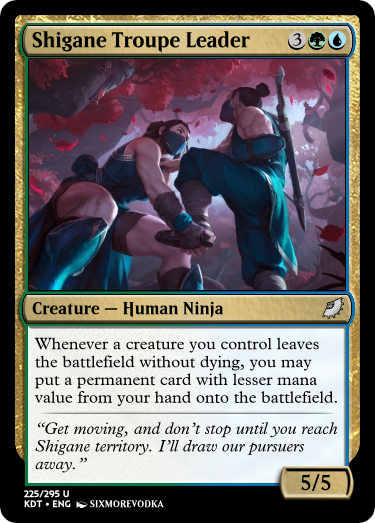 Shigane Troupe Leader 3
Creature — Human Ninja
Whenever a creature you control leaves
the battlefield without dying, you may
put a permanent card with lesser mana
value from your hand onto the battlefield.
“Get moving, and don’t stop until you reach
Shigane territory. I’ll draw our pursuers
away.”
5/5
225/295 U
KDT • ENG SIXMOREVODKA